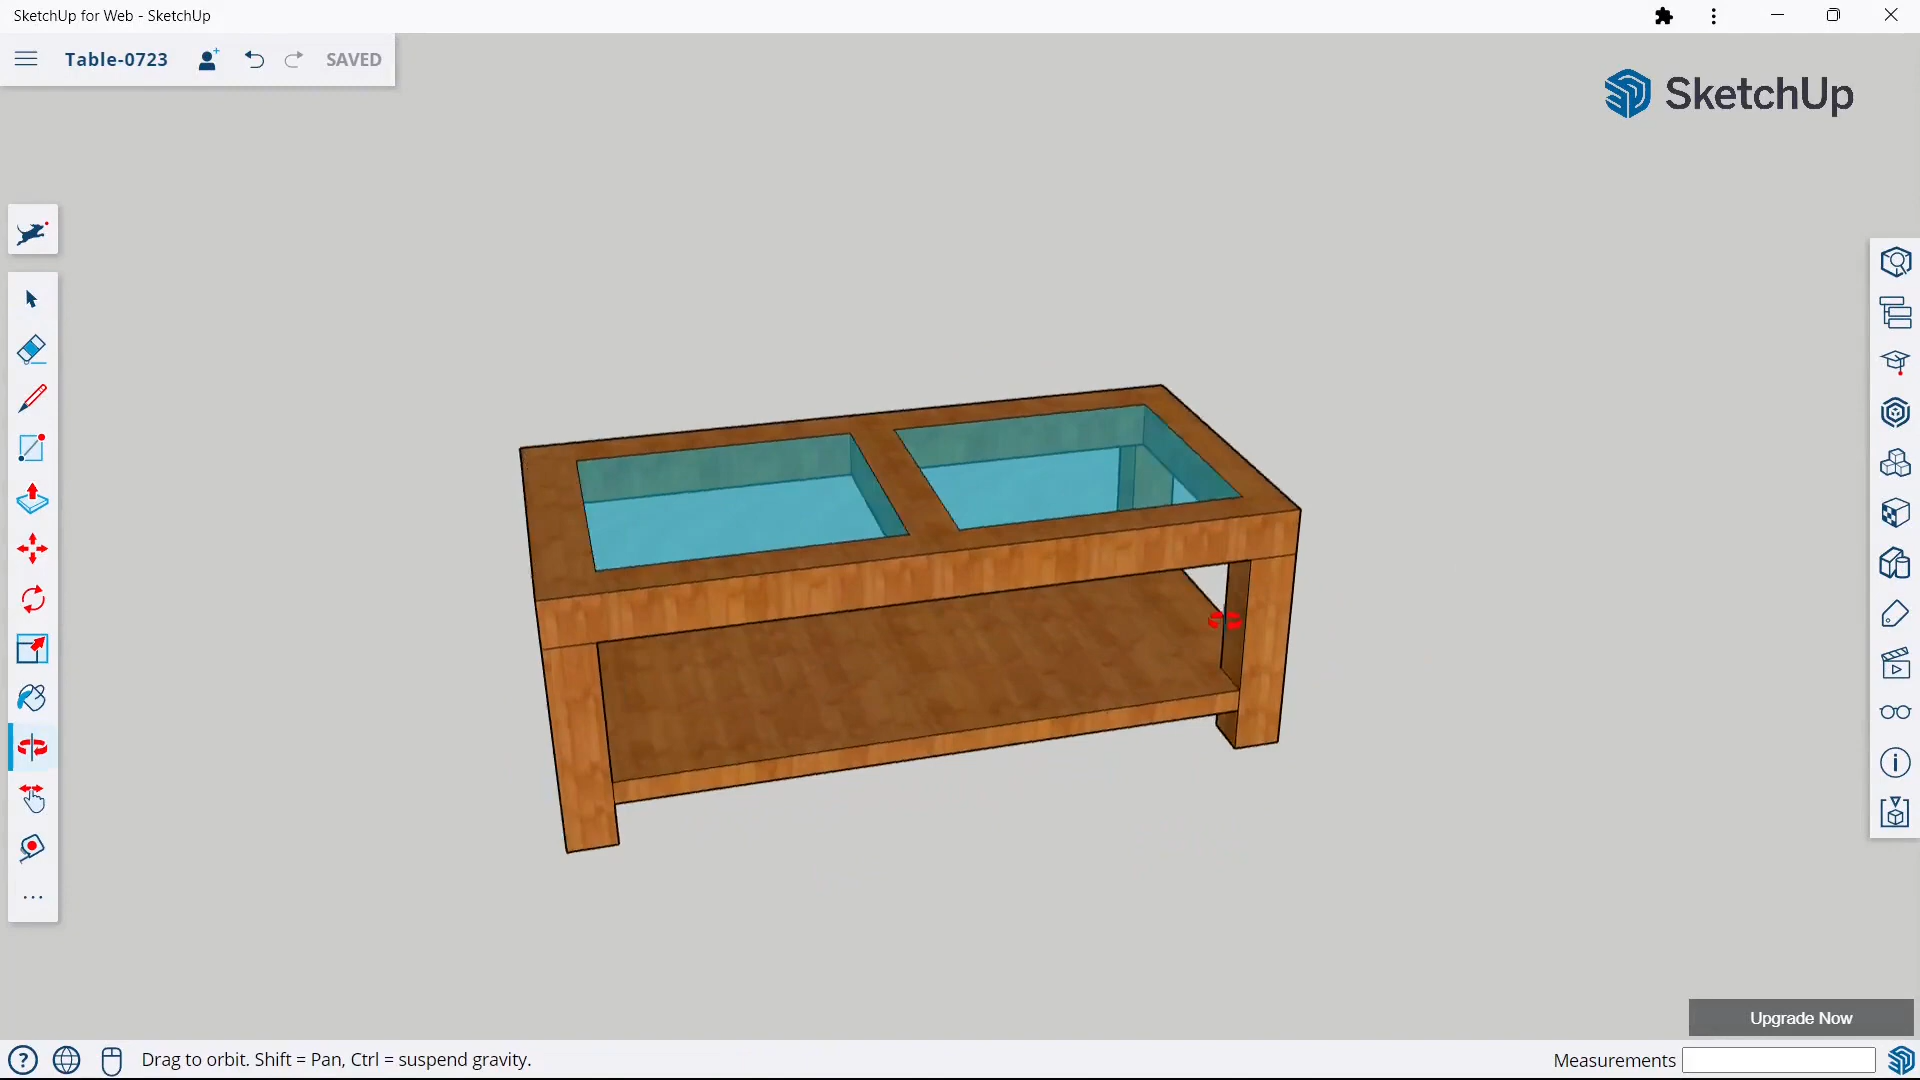 SketchUp for Web - SketchUp
Table-0723
SAVED
SketchUp
Upgrade Now
Drag to orbit. Shift = Pan, Ctrl = suspend gravity.
Measurements